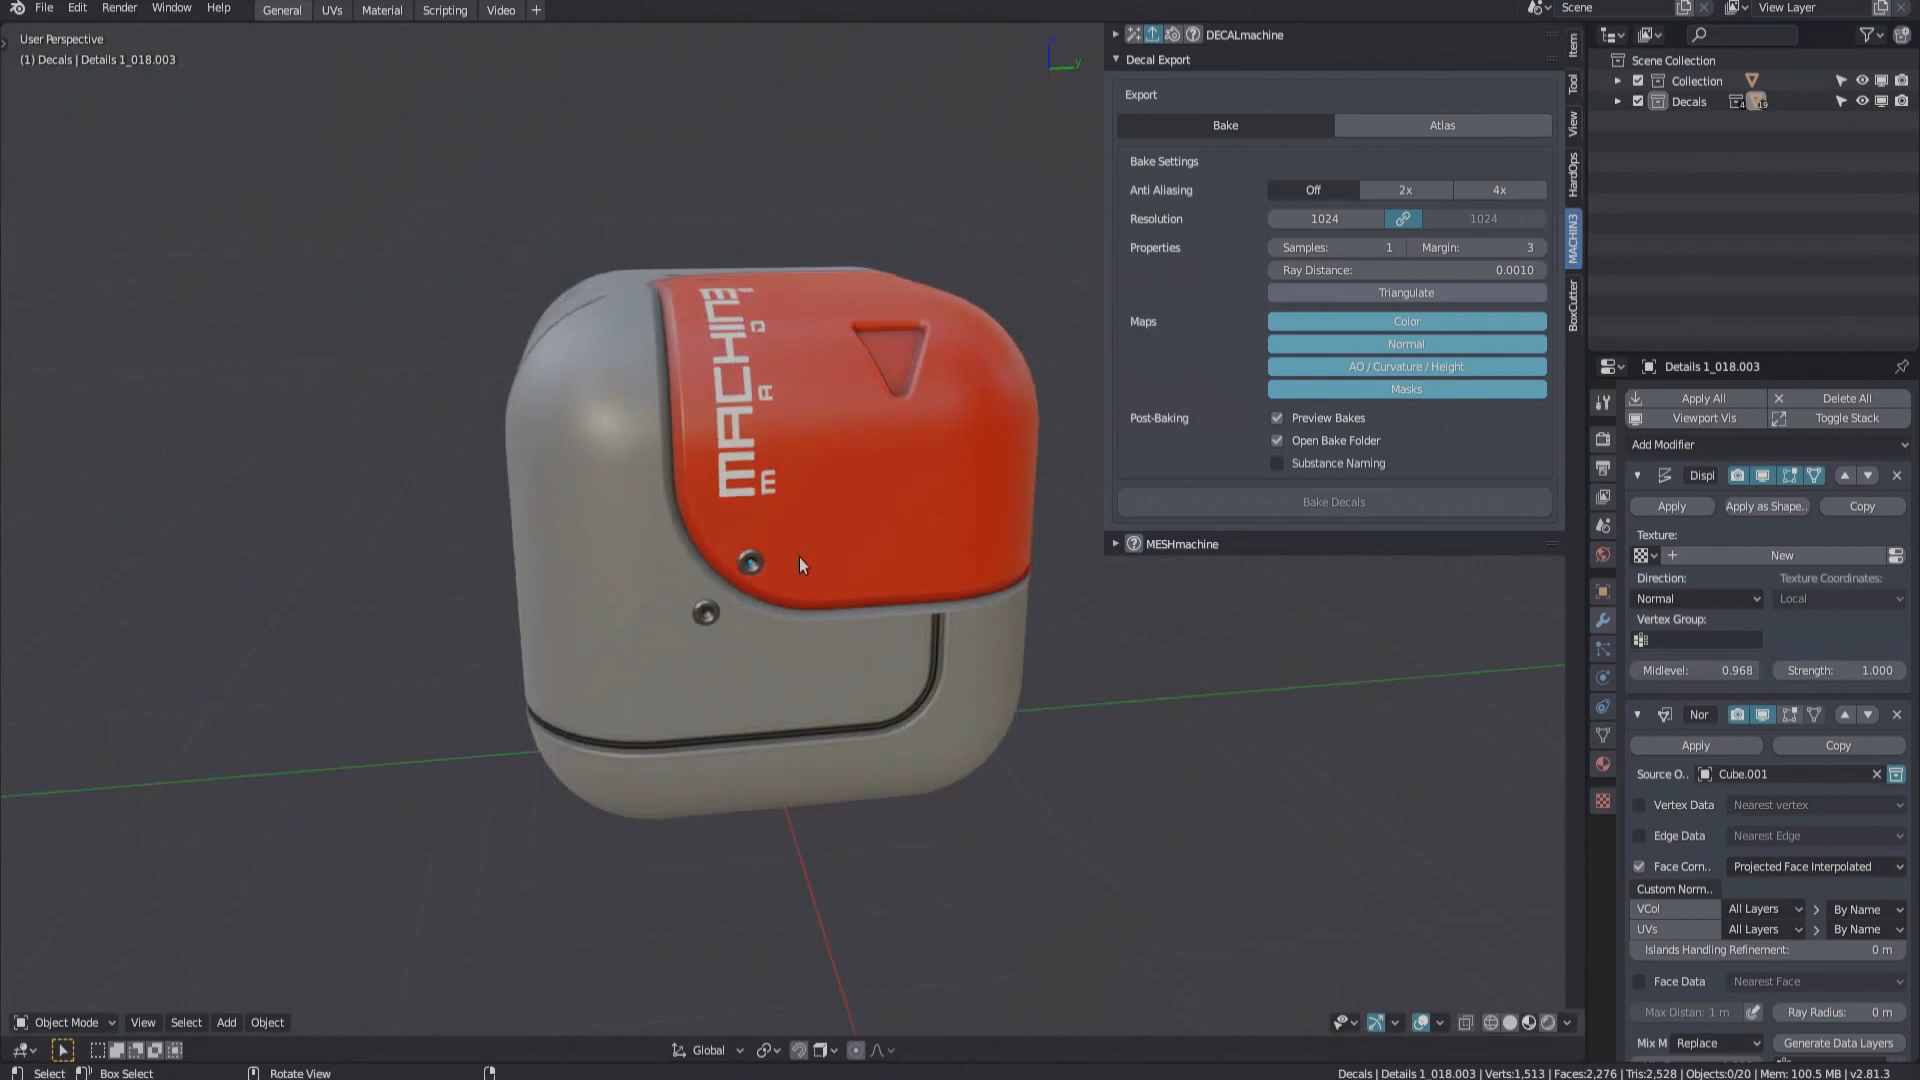 File Edit Render Window Help General UVs Material Scripting Video + Scene View Layer
User Perspective
(1) Decals | Details 1_018.003
y
MACHIN3
M A D
DECALmachine
Decal Export
Export
Bake Atlas
Bake Settings
Anti Aliasing Off 2x 4x
Resolution 1024 1024
Properties Samples: 1 Margin: 3
Ray Distance: 0.0010
Triangulate
Maps Color
Normal
AO / Curvature / Height
Masks
Post-Baking Preview Bakes
Open Bake Folder
Substance Naming
Bake Decals
MESHmachine
Item
Tool
View
HardOps
MACHIN3
BoxCutter
Scene Collection
Collection
Decals 4 19
Details 1_018.003
Apply All Delete All
Viewport Vis Toggle Stack
Add Modifier
Displ
Apply Apply as Shape.. Copy
Texture:
New
Direction: Texture Coordinates:
Normal Local
Vertex Group:
Midlevel: 0.968 Strength: 1.000
Nor
Apply Copy
Source O.. Cube.001
Vertex Data Nearest vertex
Edge Data Nearest Edge
Face Corn.. Projected Face Interpolated
Custom Norm..
VCol All Layers By Name
UVs All Layers By Name
Islands Handling Refinement: 0 m
Face Data Nearest Face
Max Distan: 1 m Ray Radius: 0 m
Mix M Replace Generate Data Layers
Object Mode View Select Add Object
Global
Select Box Select Rotate View
Decals | Details 1_018.003 | Verts:1,513 | Faces:2,276 | Tris:2,528 | Objects:0/20 | Mem: 100.5 MB | v2.81.3